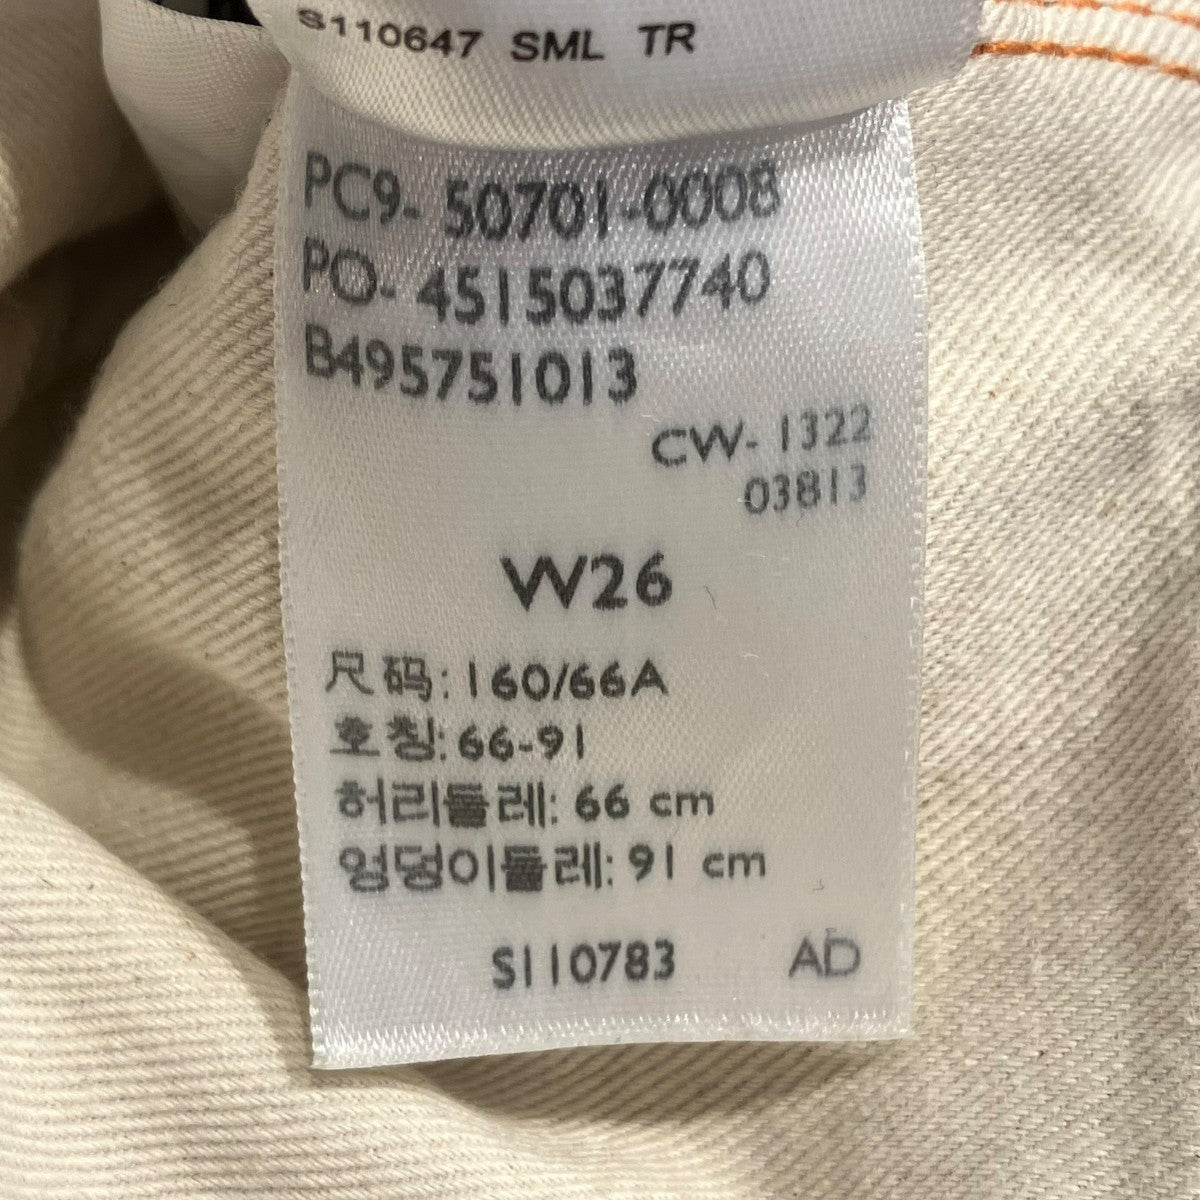 S110647 SML TR
PC9- 50701-0008
PO- 4515037740
B495751013
CW- 1322
03813
W26
尺码: 160/66A
호칭: 66-91
허리둘레: 66 cm
엉덩이둘레: 91 cm
S110783 AD